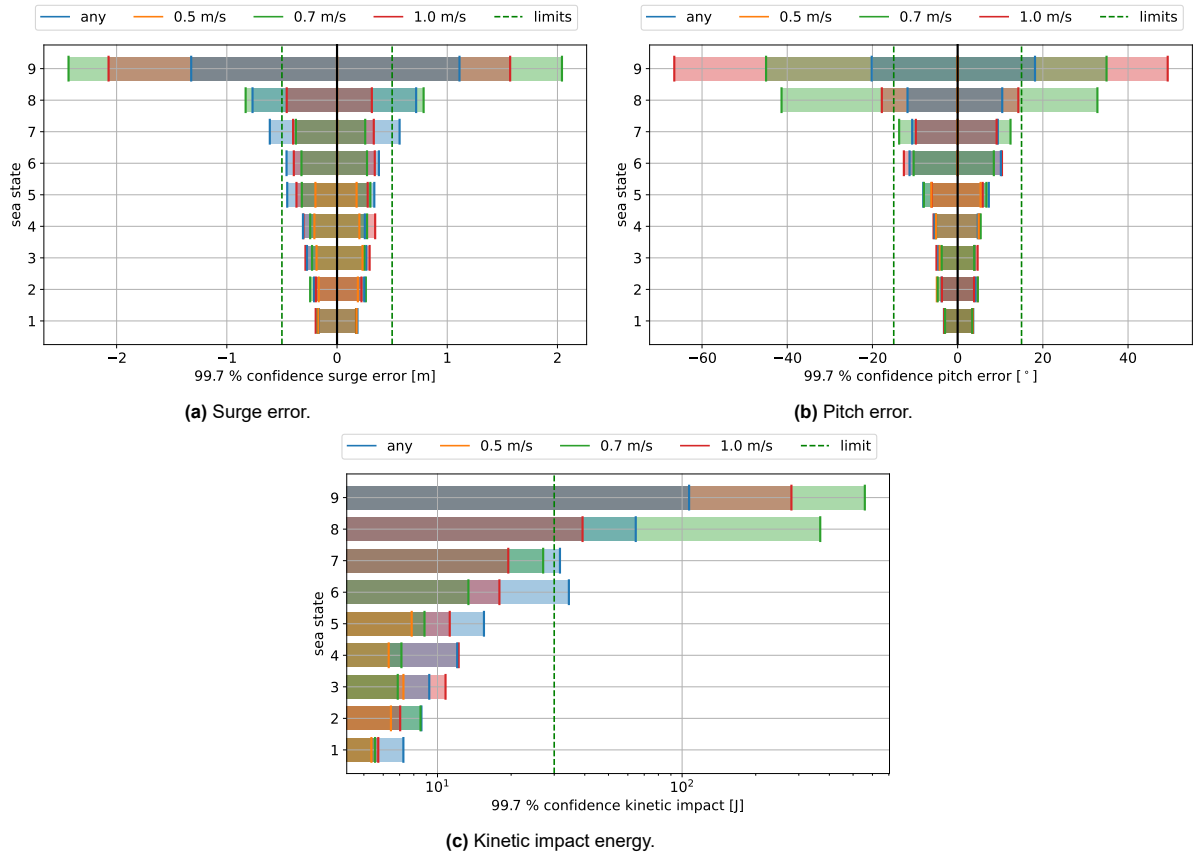 any 0.5 m/s 0.7 m/s 1.0 m/s limits
9
8
7
6
5
4
3
2
1
sea state
−2 −1 0 1 2
99.7 % confidence surge error [m]
(a) Surge error.
any 0.5 m/s 0.7 m/s 1.0 m/s limits
9
8
7
6
5
4
3
2
1
sea state
−60 −40 −20 0 20 40
99.7 % confidence pitch error [°]
(b) Pitch error.
any 0.5 m/s 0.7 m/s 1.0 m/s limit
9
8
7
6
5
4
3
2
1
sea state
10¹ 10²
99.7 % confidence kinetic impact [J]
(c) Kinetic impact energy.